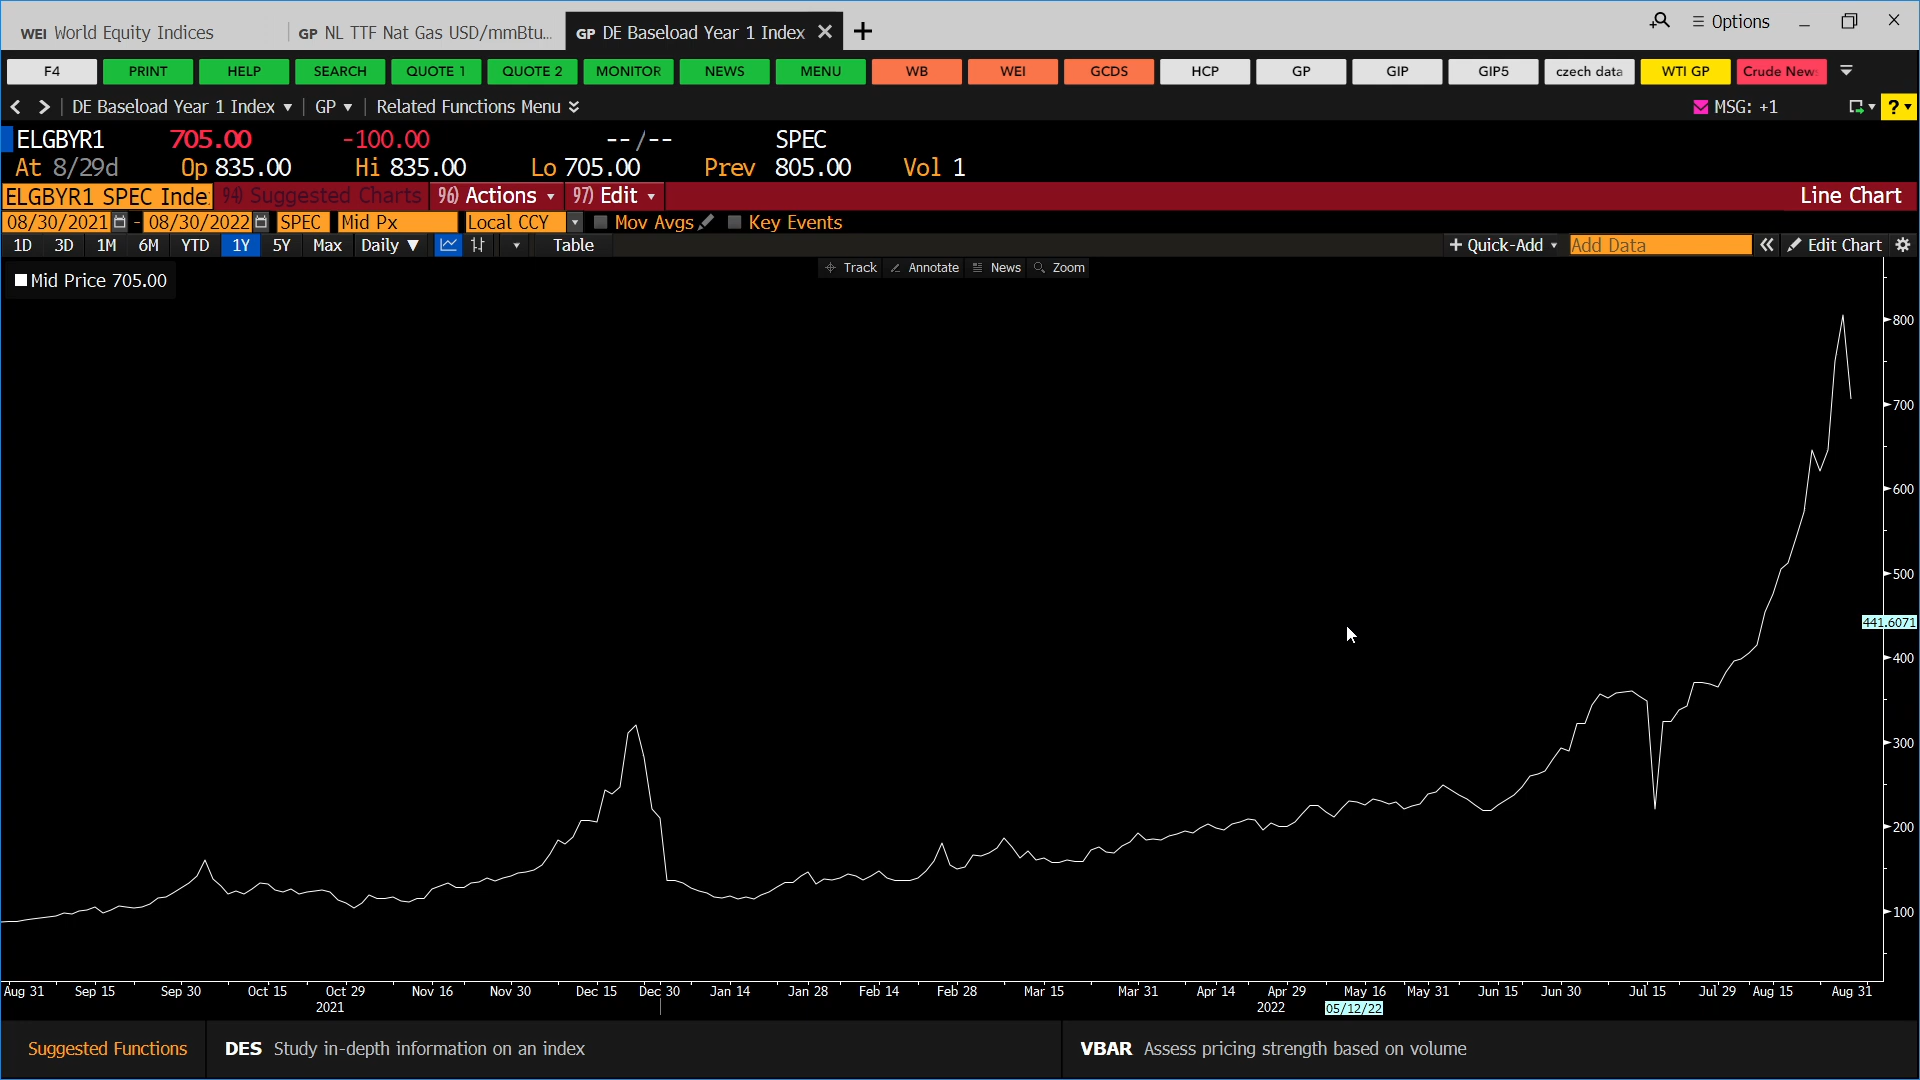 WEI World Equity Indices GP NL TTF Nat Gas USD/mmBtu... GP DE Baseload Year 1 Index Options
F4 PRINT HELP SEARCH QUOTE 1 QUOTE 2 MONITOR NEWS MENU WB WEI GCDS HCP GP GIP GIP5 czech data WTI GP Crude New
DE Baseload Year 1 Index GP Related Functions Menu MSG: +1 ?
ELGBYR1 705.00 -100.00 --/-- SPEC
At 8/29d Op 835.00 Hi 835.00 Lo 705.00 Prev 805.00 Vol 1
ELGBYR1 SPEC Inde 94) Suggested Charts 96) Actions 97) Edit Line Chart
08/30/2021 - 08/30/2022 SPEC Mid Px Local CCY Mov Avgs Key Events
1D 3D 1M 6M YTD 1Y 5Y Max Daily ▼ Table + Quick-Add Add Data « Edit Chart
Track Annotate News Zoom
Mid Price 705.00
800
700
600
500
441.6071
400
300
200
100
Aug 31 Sep 15 Sep 30 Oct 15 Oct 29 Nov 16 Nov 30 Dec 15 Dec 30 Jan 14 Jan 28 Feb 14 Feb 28 Mar 15 Mar 31 Apr 14 Apr 29 May 16 May 31 Jun 15 Jun 30 Jul 15 Jul 29 Aug 15 Aug 31
2021 2022 05/12/22
Suggested Functions DES Study in-depth information on an index VBAR Assess pricing strength based on volume